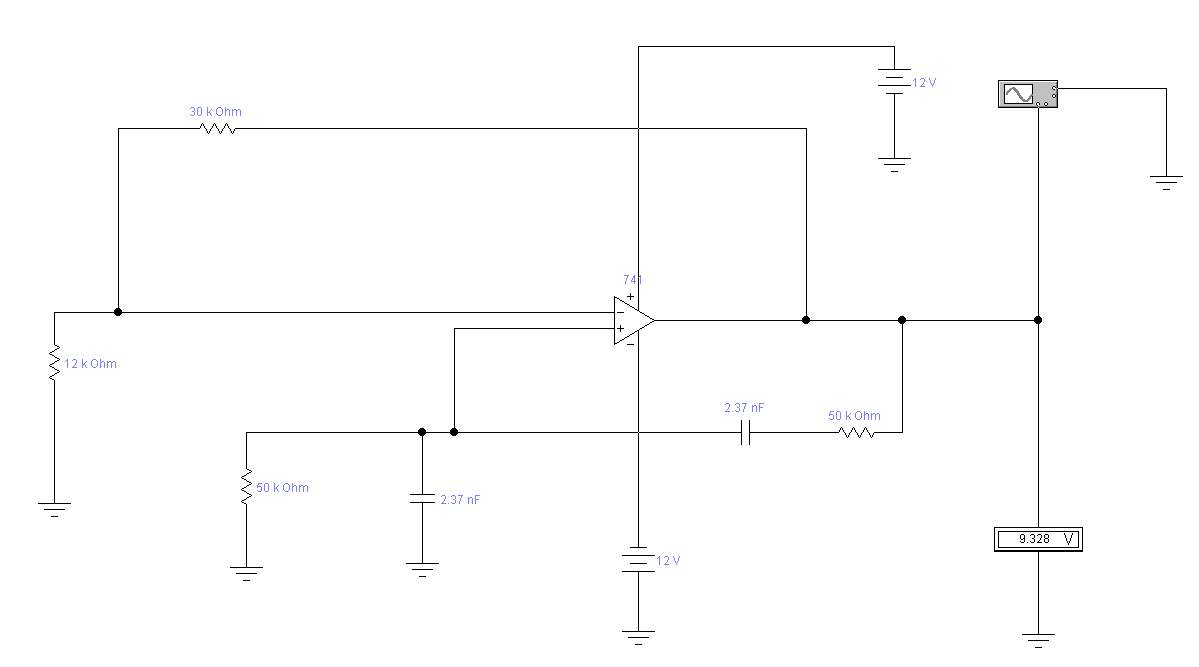 12 V
30 k Ohm
741
+
−
+
−
12 k Ohm
2.37 nF
50 k Ohm
50 k Ohm
2.37 nF
9.328 V
12 V